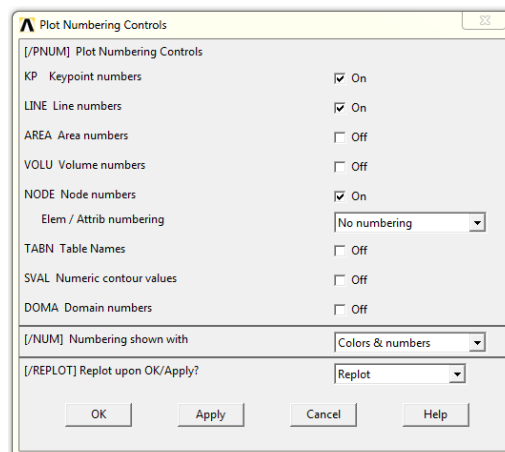 Plot Numbering Controls
[/PNUM] Plot Numbering Controls
KP Keypoint numbers On
LINE Line numbers On
AREA Area numbers Off
VOLU Volume numbers Off
NODE Node numbers On
Elem / Attrib numbering No numbering
TABN Table Names Off
SVAL Numeric contour values Off
DOMA Domain numbers Off
[/NUM] Numbering shown with Colors & numbers
[/REPLOT] Replot upon OK/Apply? Replot
OK Apply Cancel Help